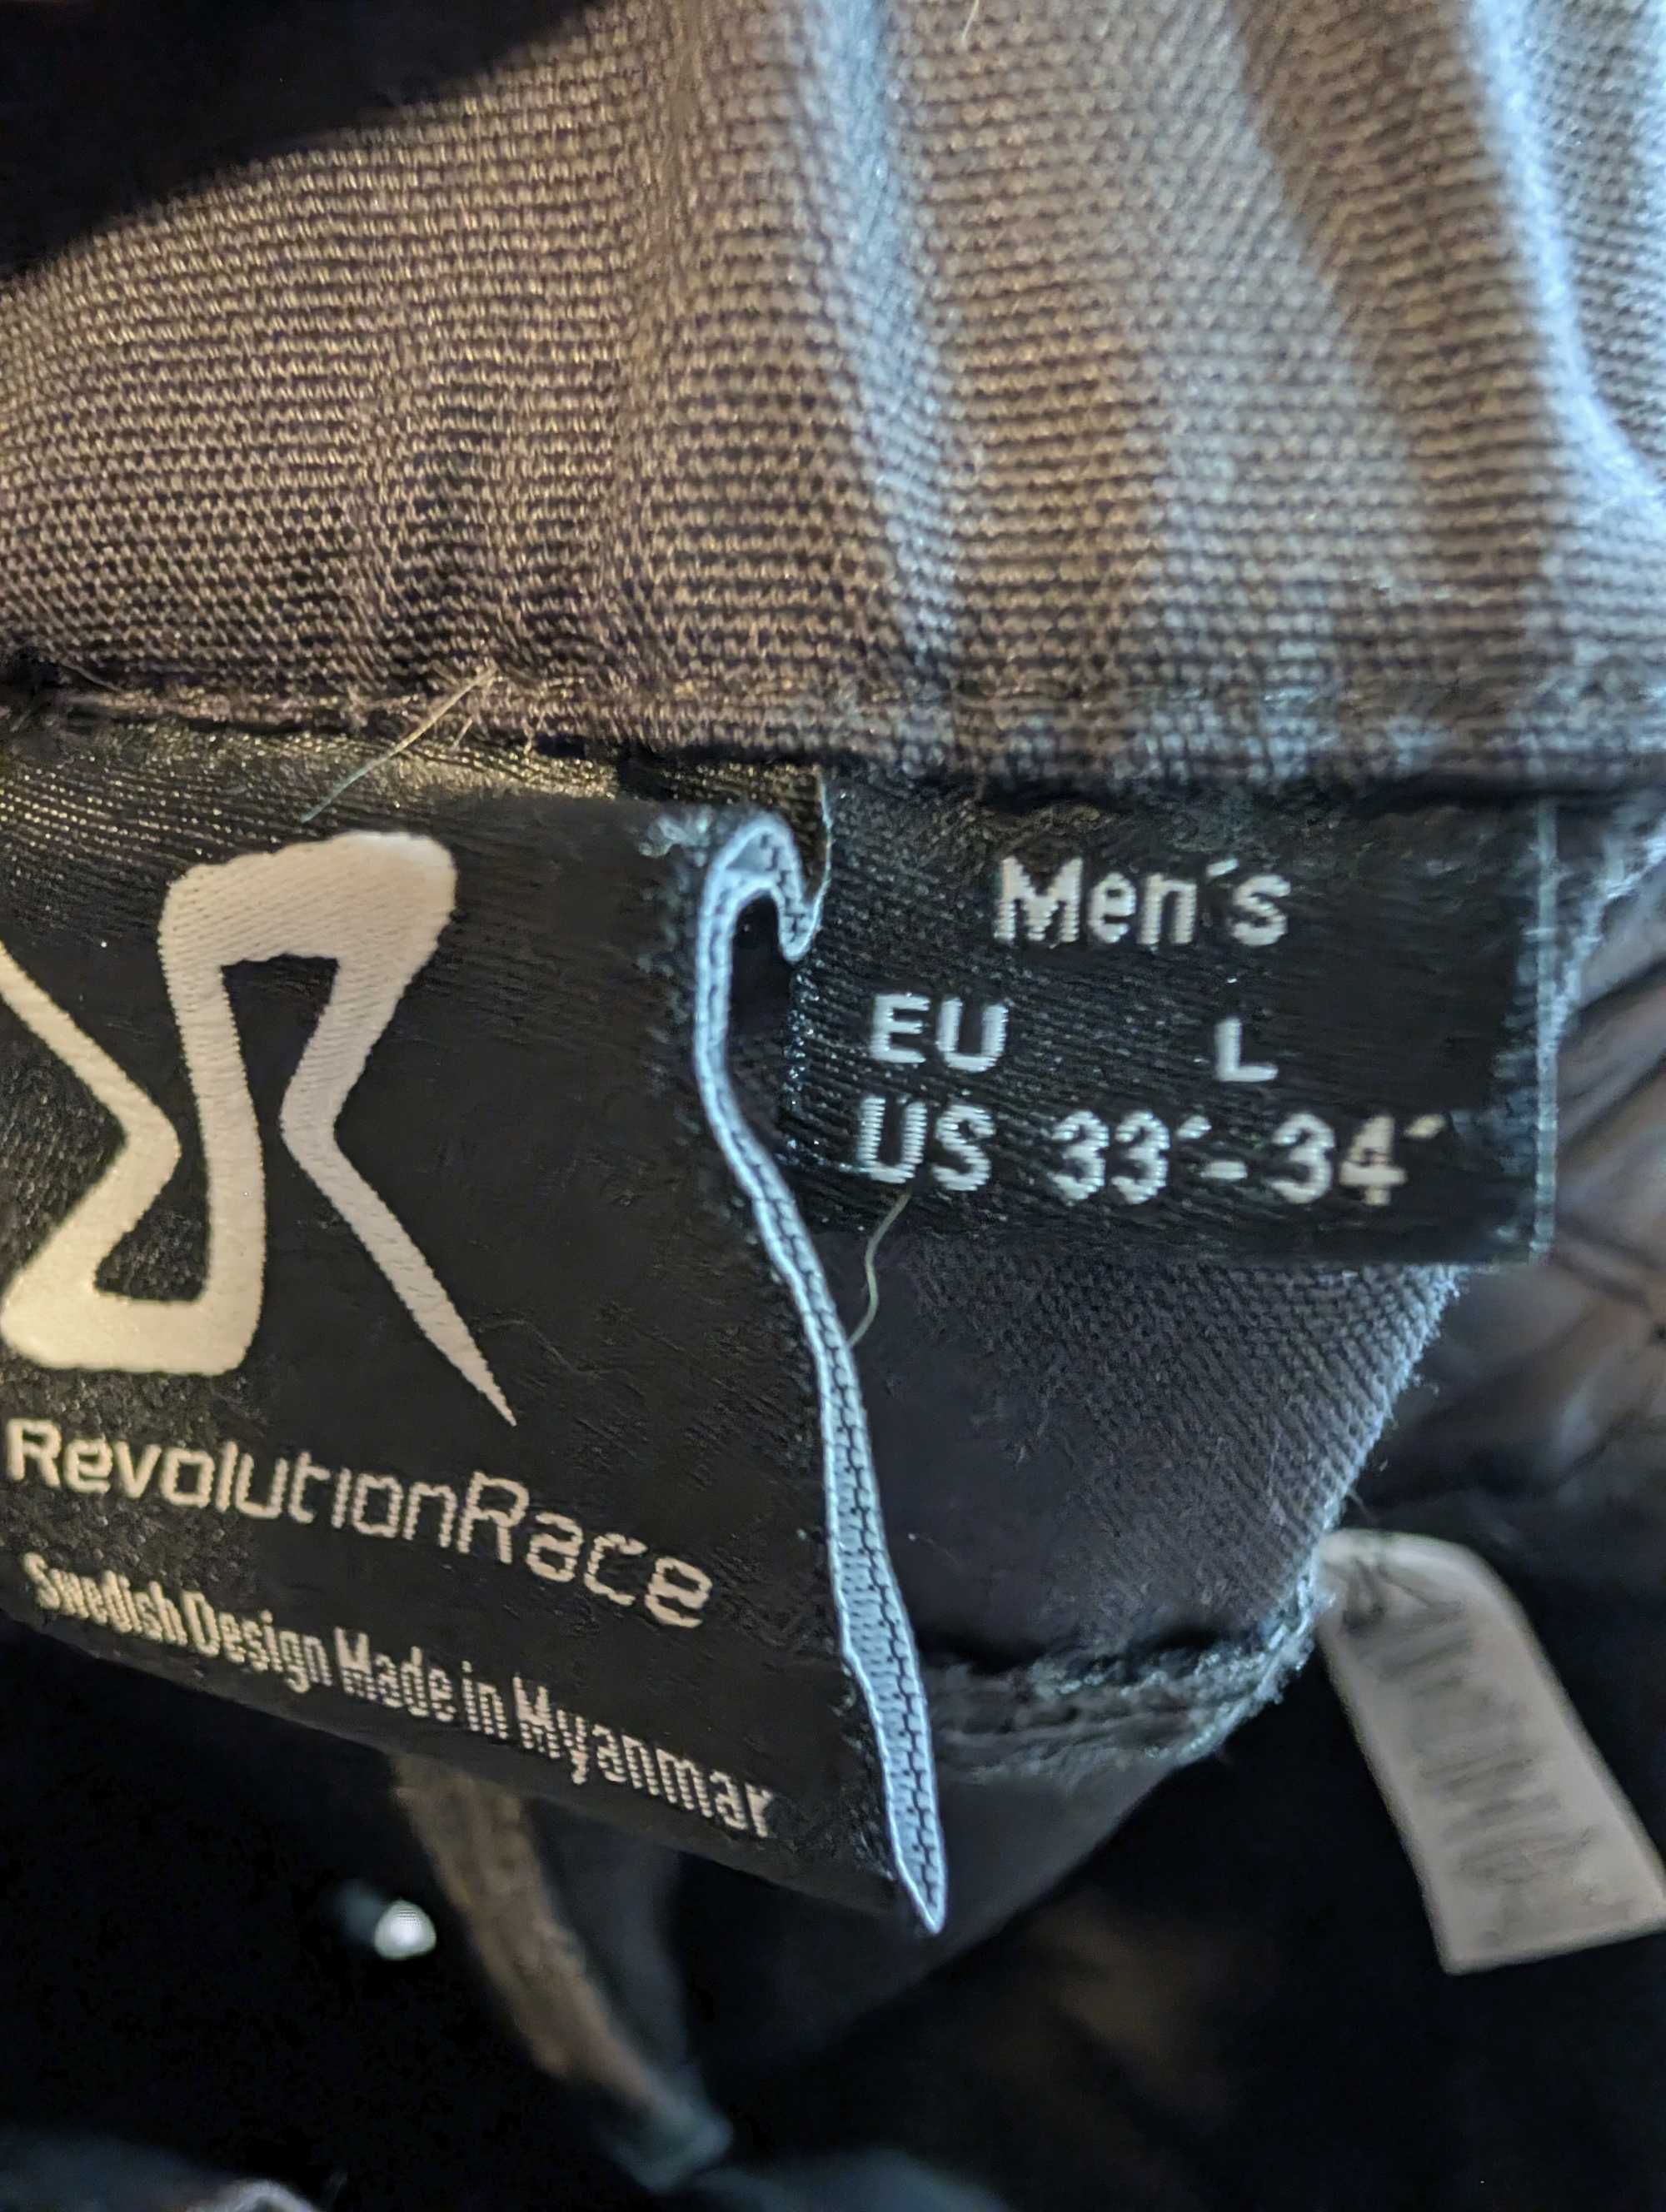 RevolutionRace
Swedish Design Made in Myanmar
Men´s
EU L
US 33´-34´